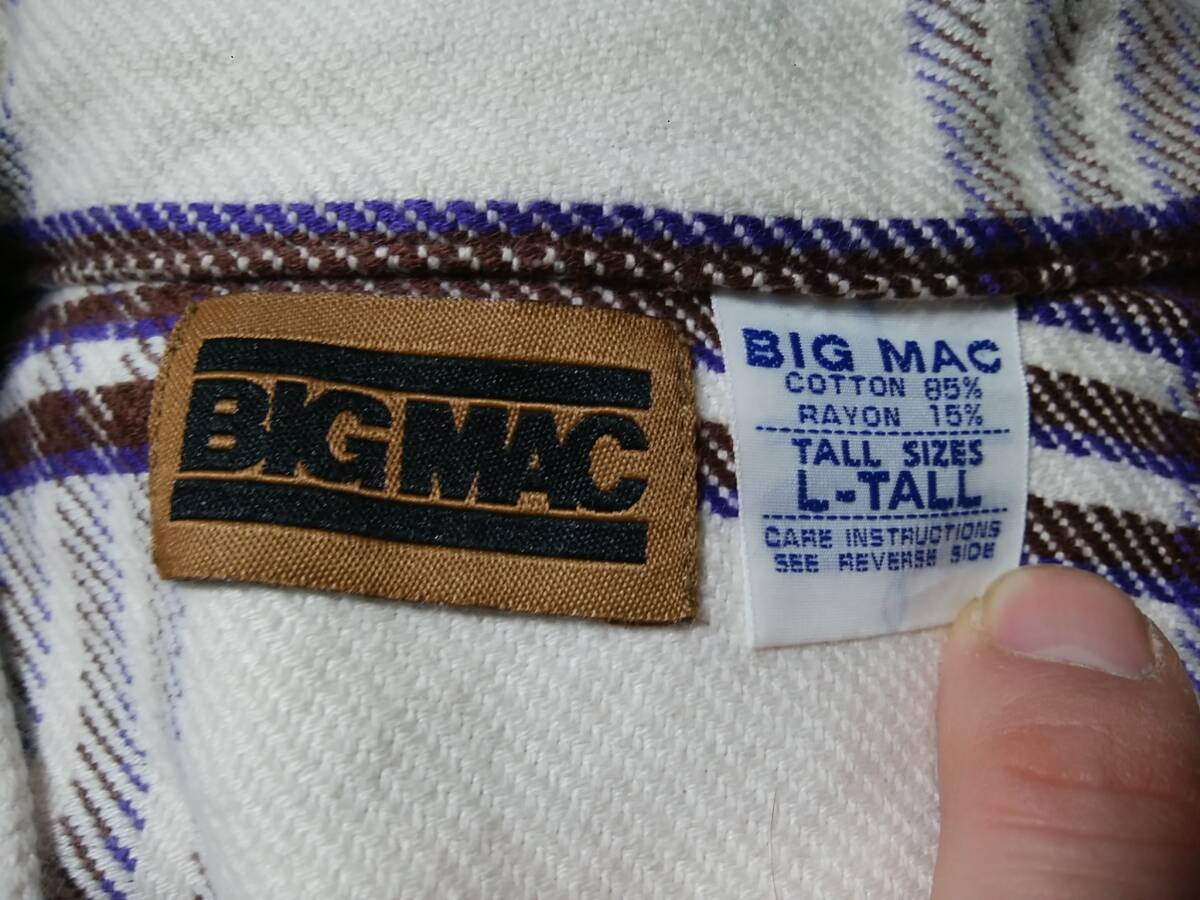 BIG MAC
BIG MAC
COTTON 85%
RAYON 15%
TALL SIZES
L-TALL
CARE INSTRUCTIONS
SEE REVERSE SIDE